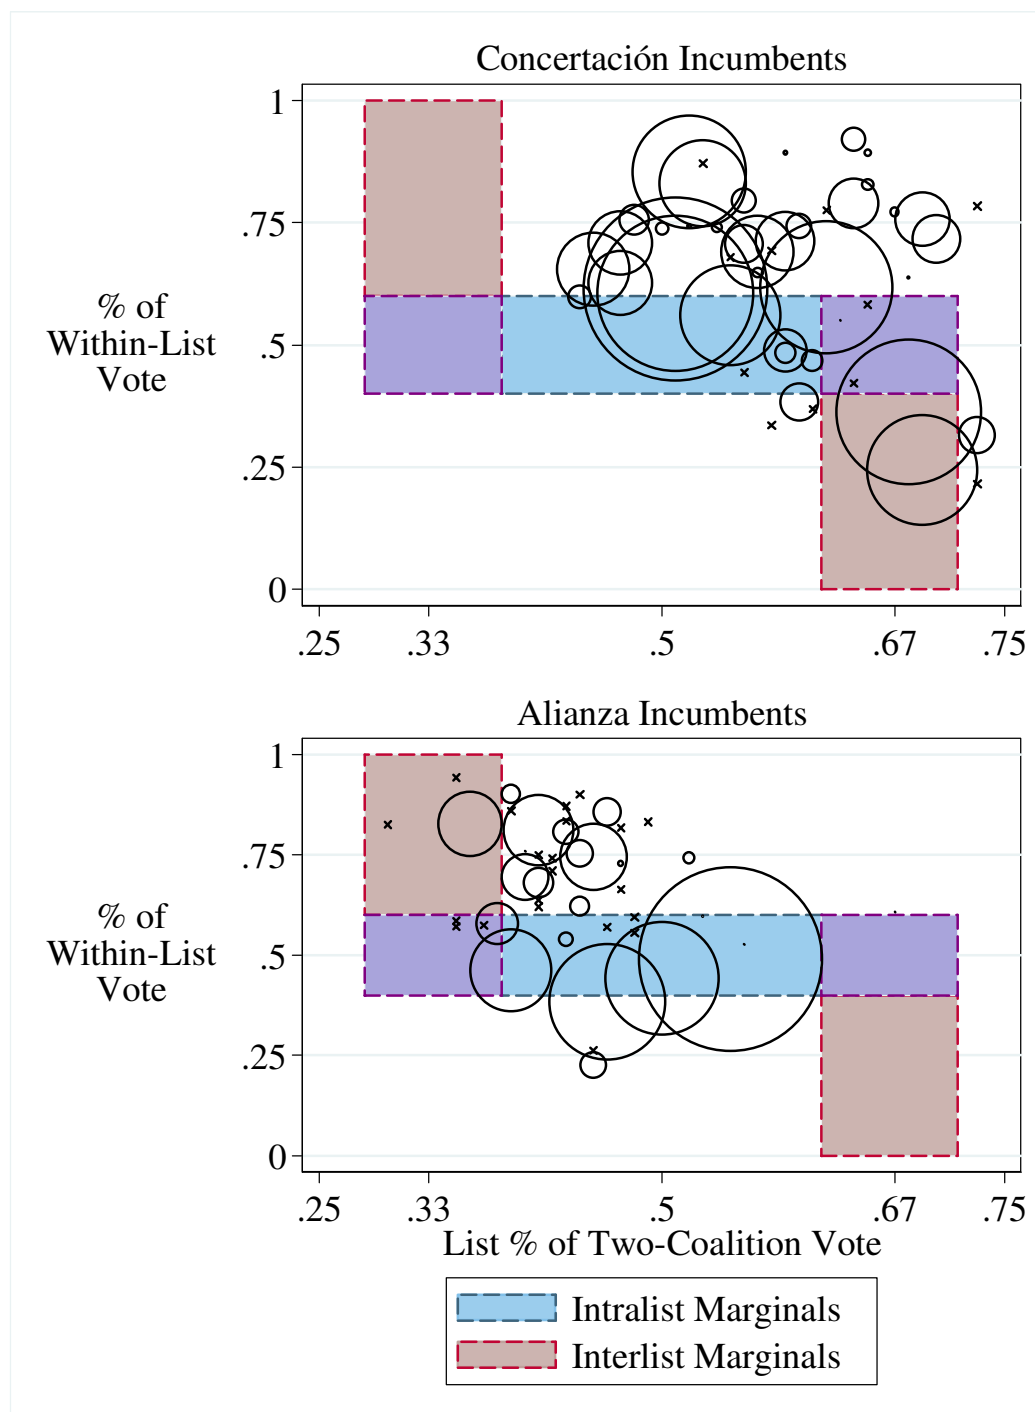 Concertación Incumbents
1
.75
% of
Within-List
Vote
.5
.25
0
.25 .33 .5 .67 .75
Alianza Incumbents
1
.75
% of
Within-List
Vote
.5
.25
0
.25 .33 .5 .67 .75
List % of Two-Coalition Vote
Intralist Marginals
Interlist Marginals